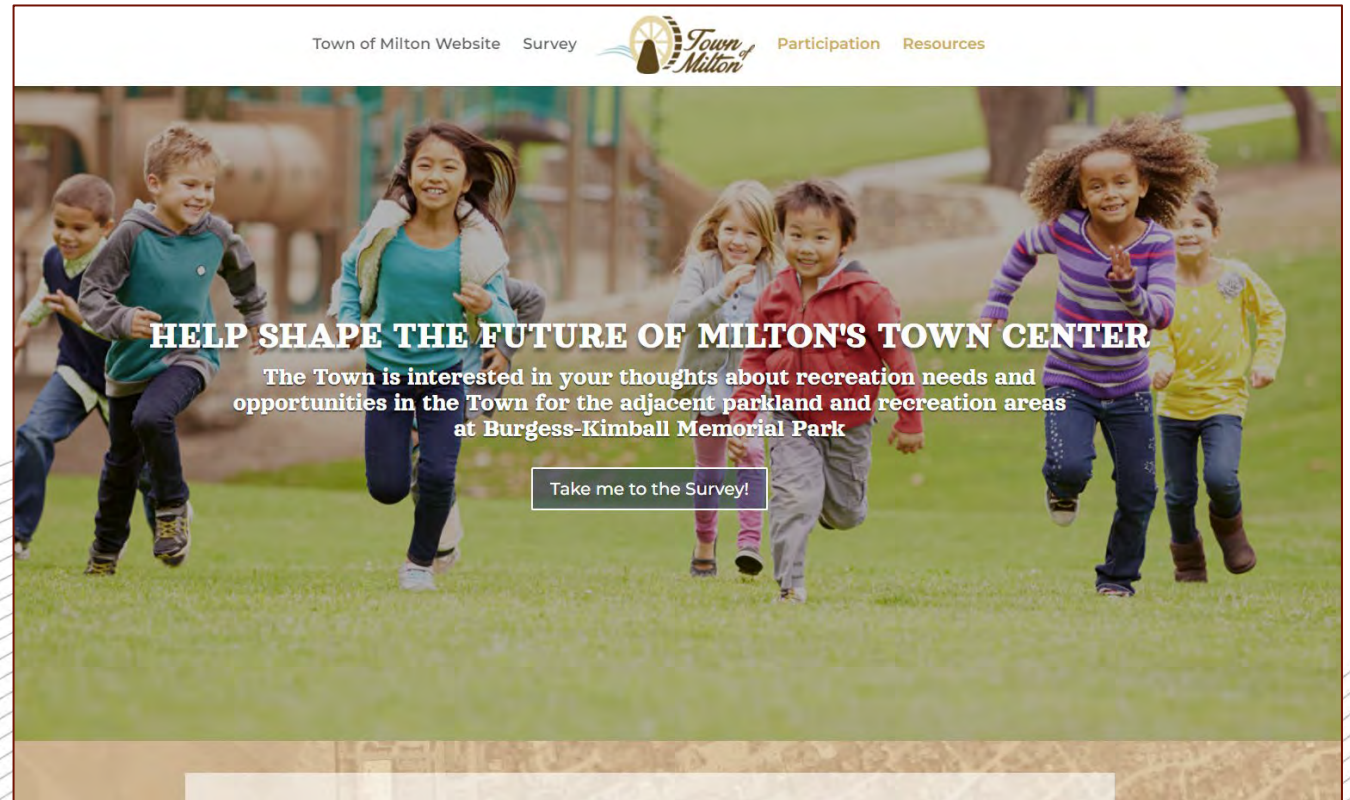 Town of Milton Website
Survey
Town of Milton
Participation
Resources
HELP SHAPE THE FUTURE OF MILTON'S TOWN CENTER
The Town is interested in your thoughts about recreation needs and
opportunities in the Town for the adjacent parkland and recreation areas
at Burgess-Kimball Memorial Park
Take me to the Survey!